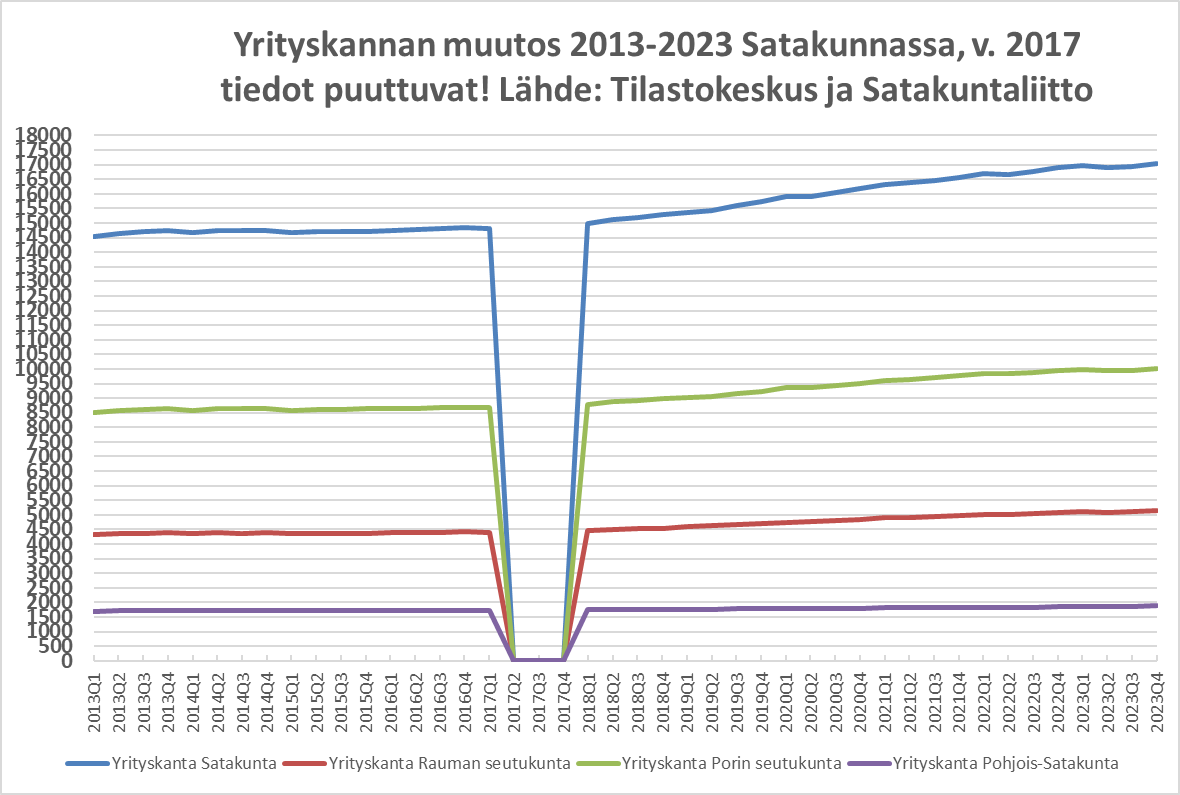 Yrityskannan muutos 2013-2023 Satakunnassa, v. 2017
tiedot puuttuvat! Lähde: Tilastokeskus ja Satakuntaliitto
18000
17500
17000
16500
16000
15500
15000
14500
14000
13500
13000
12500
12000
11500
11000
10500
10000
9500
9000
8500
8000
7500
7000
6500
6000
5500
5000
4500
4000
3500
3000
2500
2000
1500
1000
500
0
2013Q1
2013Q2
2013Q3
2013Q4
2014Q1
2014Q2
2014Q3
2014Q4
2015Q1
2015Q2
2015Q3
2015Q4
2016Q1
2016Q2
2016Q3
2016Q4
2017Q1
2017Q2
2017Q3
2017Q4
2018Q1
2018Q2
2018Q3
2018Q4
2019Q1
2019Q2
2019Q3
2019Q4
2020Q1
2020Q2
2020Q3
2020Q4
2021Q1
2021Q2
2021Q3
2021Q4
2022Q1
2022Q2
2022Q3
2022Q4
2023Q1
2023Q2
2023Q3
2023Q4
Yrityskanta Satakunta Yrityskanta Rauman seutukunta Yrityskanta Porin seutukunta Yrityskanta Pohjois-Satakunta